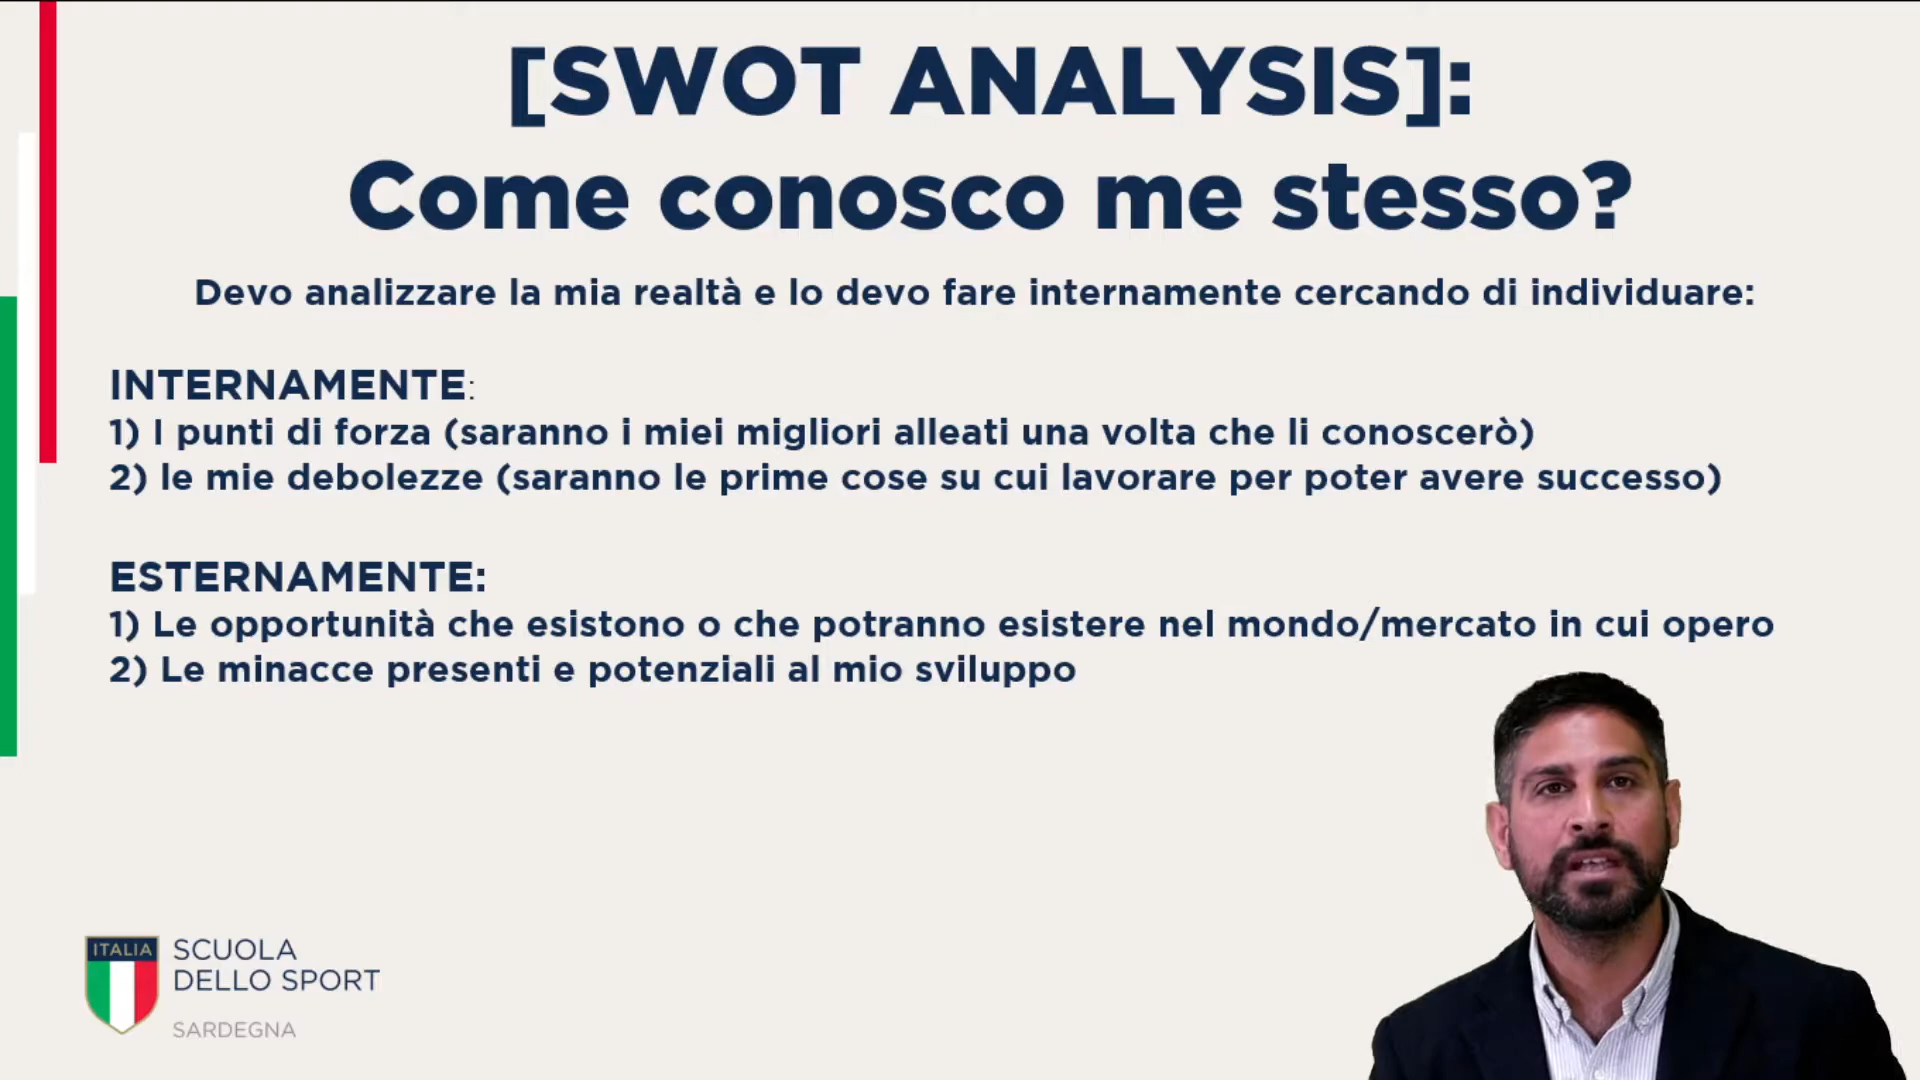 [SWOT ANALYSIS]:
Come conosco me stesso?
Devo analizzare la mia realtà e lo devo fare internamente cercando di individuare:
INTERNAMENTE:
1) I punti di forza (saranno i miei migliori alleati una volta che li conoscerò)
2) le mie debolezze (saranno le prime cose su cui lavorare per poter avere successo)
ESTERNAMENTE:
1) Le opportunità che esistono o che potranno esistere nel mondo/mercato in cui opero
2) Le minacce presenti e potenziali al mio sviluppo
ITALIA
SCUOLA
DELLO SPORT
SARDEGNA